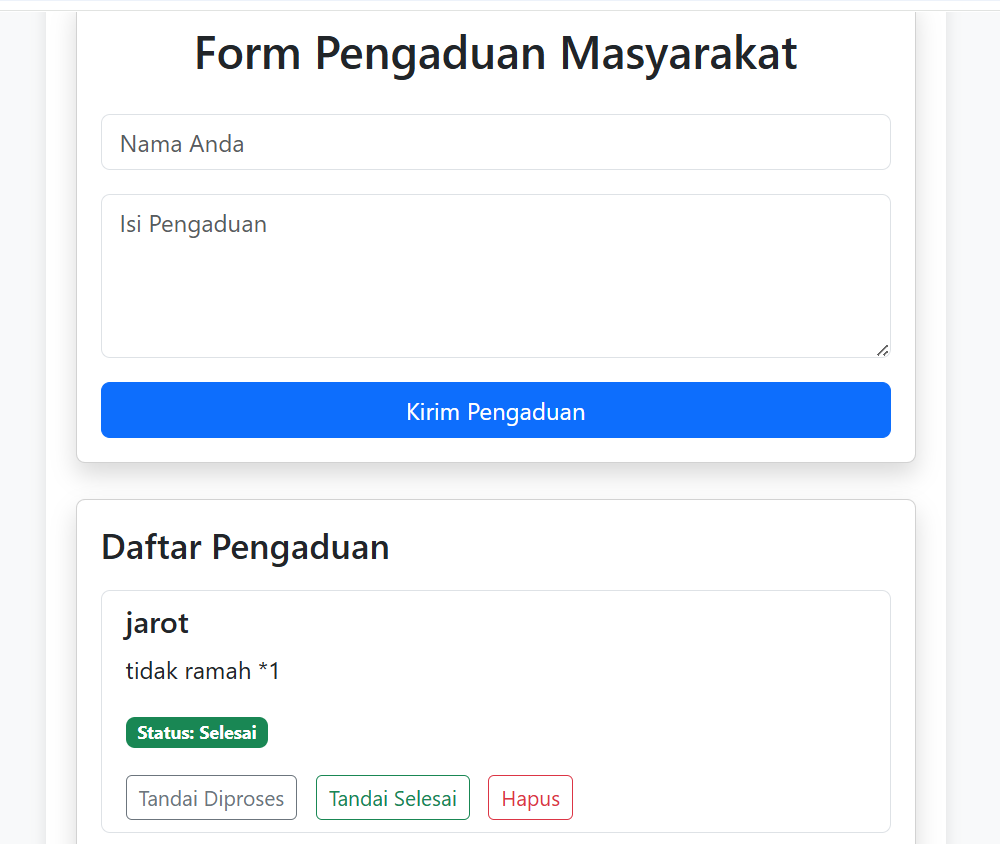 Form Pengaduan Masyarakat
Nama Anda
Isi Pengaduan
Kirim Pengaduan
Daftar Pengaduan
jarot
tidak ramah *1
Status: Selesai
Tandai Diproses Tandai Selesai Hapus